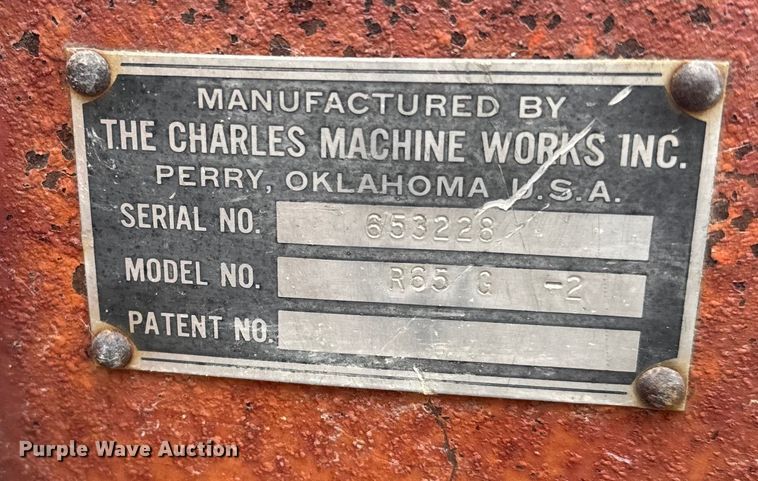 MANUFACTURED BY
THE CHARLES MACHINE WORKS INC.
PERRY, OKLAHOMA U.S.A.
SERIAL NO. 653228
MODEL NO. R65 G -2
PATENT NO.
Purple Wave Auction